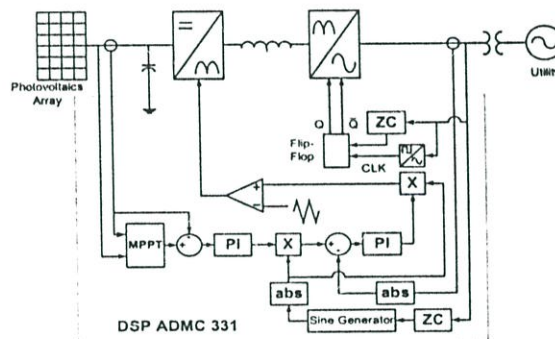 Photovoltaics
Array
Utility
Q Q̄
ZC
Flip-
Flop
CLK
X
+
-
MPPT
+
-
PI
X
+
-
PI
abs
abs
DSP ADMC 331
Sine Generator
ZC